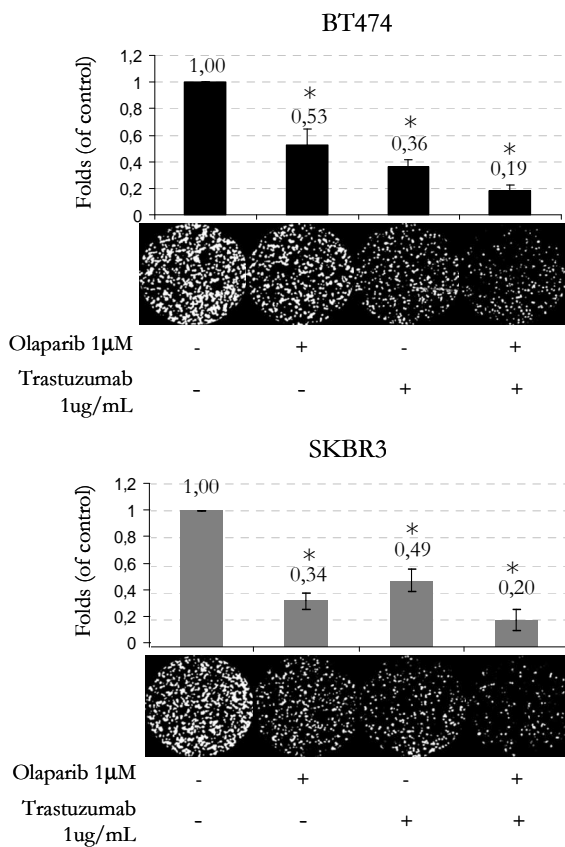 BT474
Folds (of control)
1,2
1
0,8
0,6
0,4
0,2
0
1,00
*
0,53
*
0,36
*
0,19
Olaparib 1µM - + - +
Trastuzumab
1ug/mL - - + +
SKBR3
Folds (of control)
1,2
1
0,8
0,6
0,4
0,2
0
1,00
*
0,34
*
0,49
*
0,20
Olaparib 1µM - + - +
Trastuzumab
1ug/mL - - + +